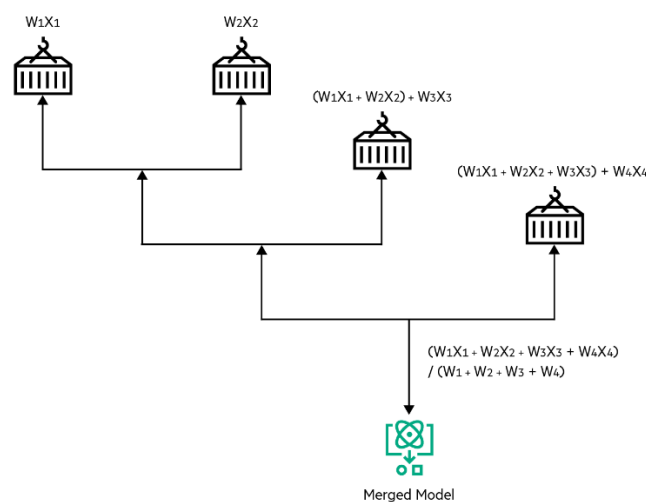 W1X1
W2X2
(W1X1 + W2X2) + W3X3
(W1X1 + W2X2 + W3X3) + W4X4
(W1X1 + W2X2 + W3X3 + W4X4)
/ (W1 + W2 + W3 + W4)
Merged Model